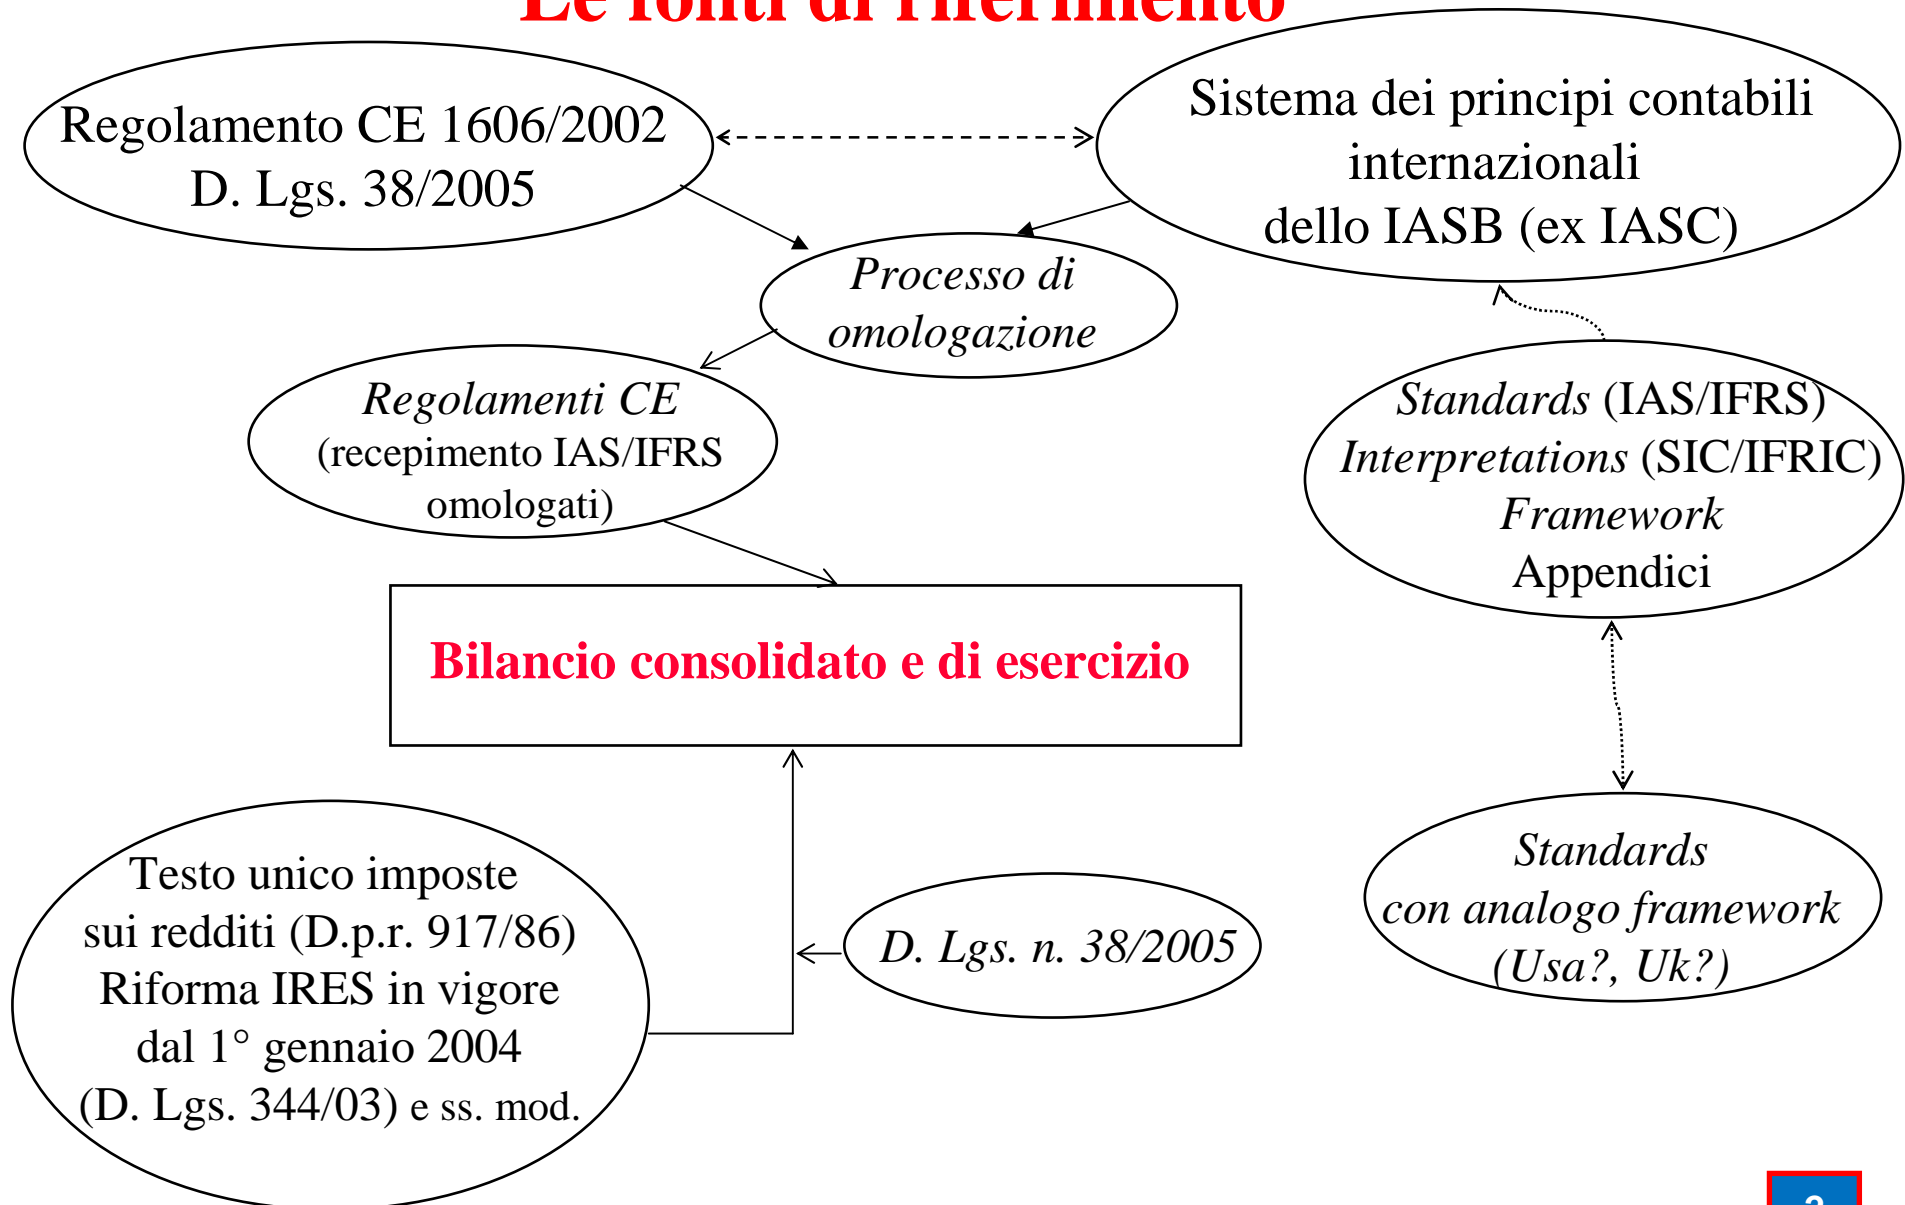 Le fonti di riferimento
Regolamento CE 1606/2002
D. Lgs. 38/2005
Sistema dei principi contabili
internazionali
dello IASB (ex IASC)
Processo di
omologazione
Regolamenti CE
(recepimento IAS/IFRS
omologati)
Standards (IAS/IFRS)
Interpretations (SIC/IFRIC)
Framework
Appendici
Bilancio consolidato e di esercizio
Testo unico imposte
sui redditi (D.p.r. 917/86)
Riforma IRES in vigore
dal 1° gennaio 2004
(D. Lgs. 344/03) e ss. mod.
D. Lgs. n. 38/2005
Standards
con analogo framework
(Usa?, Uk?)